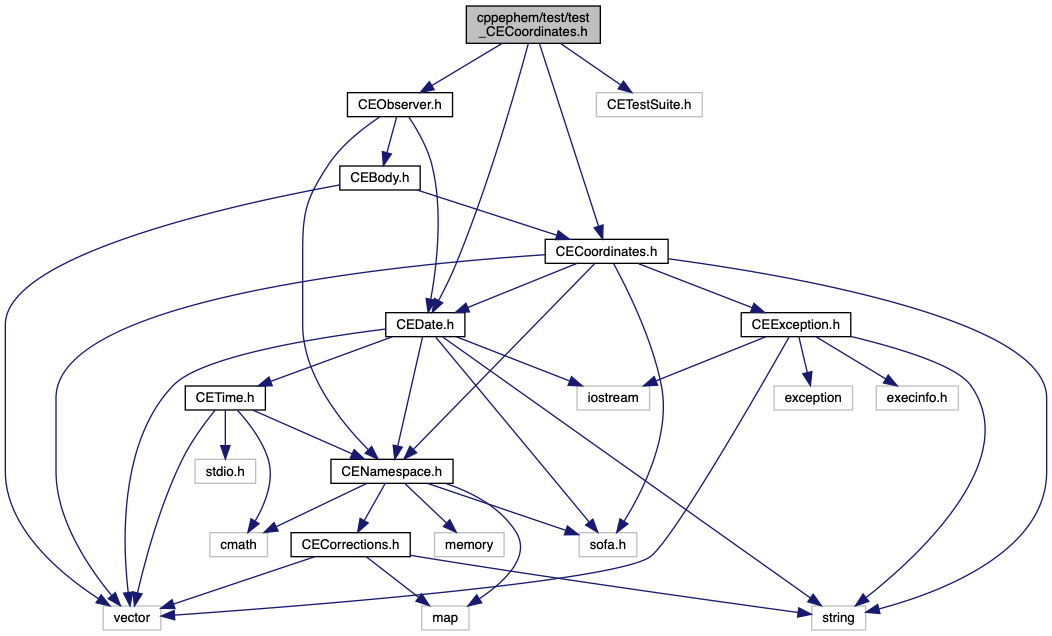 cppephem/test/test
_CECoordinates.h
CEObserver.h
CETestSuite.h
CEBody.h
CECoordinates.h
CEDate.h
CEException.h
CETime.h
iostream
exception
execinfo.h
stdio.h
CENamespace.h
cmath
CECorrections.h
memory
sofa.h
vector
map
string